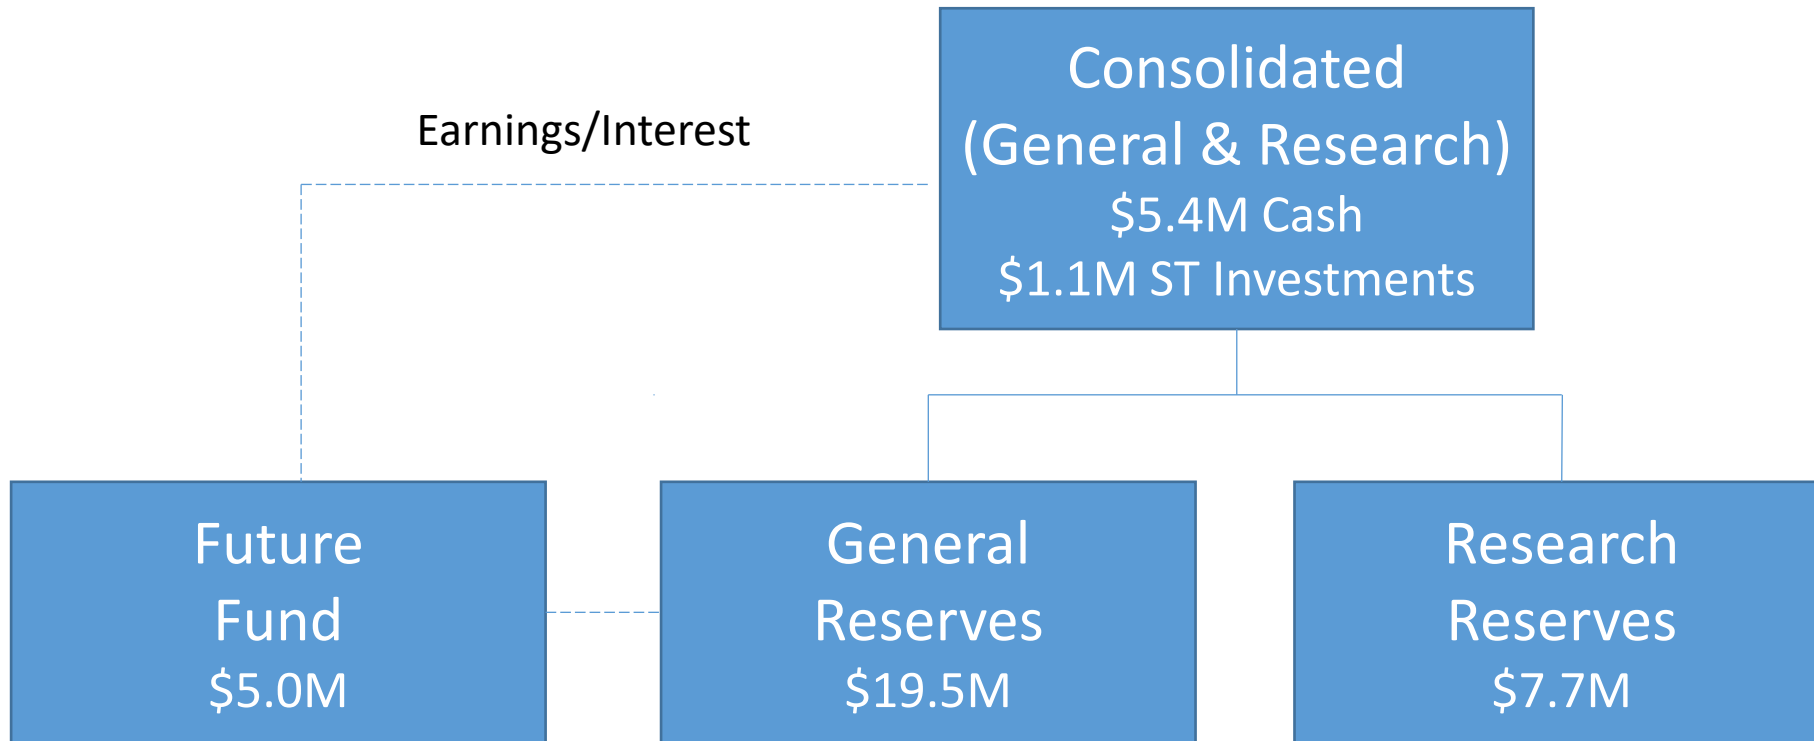 Consolidated
(General & Research)
$5.4M Cash
$1.1M ST Investments
Earnings/Interest
Future
Fund
$5.0M
General
Reserves
$19.5M
Research
Reserves
$7.7M